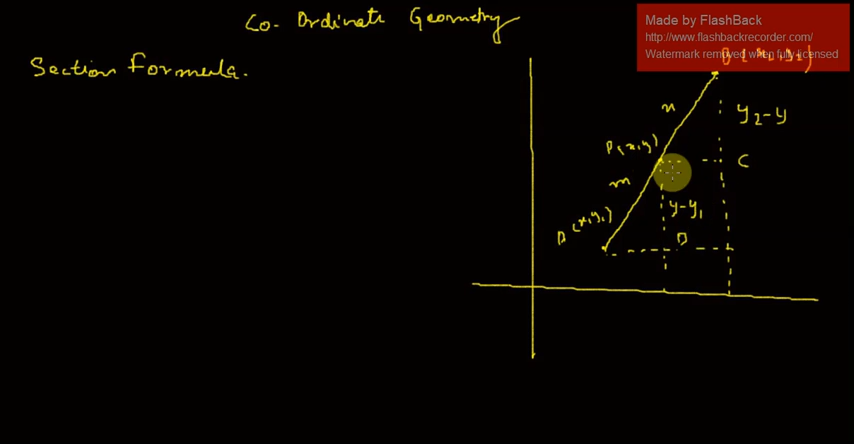 Co-Ordinate Geometry
Made by FlashBack
http://www.flashbackrecorder.com/
Watermark removed when fully licensed
Section Formula.
n
y₂-y
P(x,y)
C
m
(x,y₁)
y-y₁
D